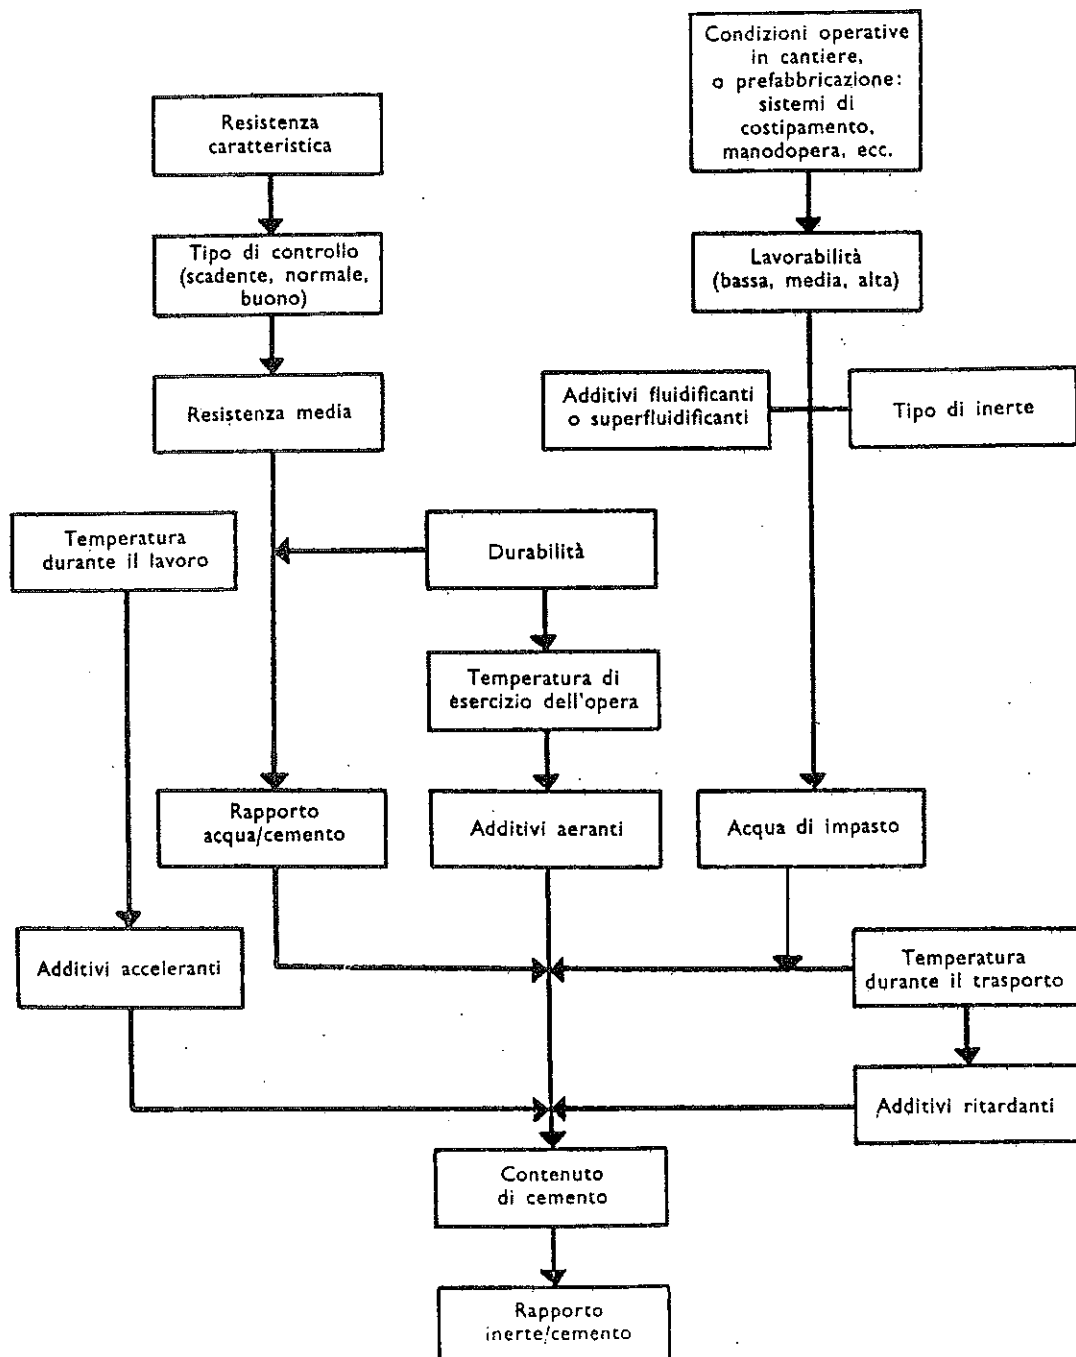 Condizioni operative
in cantiere,
o prefabbricazione:
sistemi di
costipamento,
manodopera, ecc.
Resistenza
caratteristica
Tipo di controllo
(scadente, normale,
buono)
Lavorabilità
(bassa, media, alta)
Resistenza media
Additivi fluidificanti
o superfluidificanti
Tipo di inerte
Temperatura
durante il lavoro
Durabilità
Temperatura di
esercizio dell'opera
Rapporto
acqua/cemento
Additivi aeranti
Acqua di impasto
Additivi acceleranti
Temperatura
durante il trasporto
Additivi ritardanti
Contenuto
di cemento
Rapporto
inerte/cemento